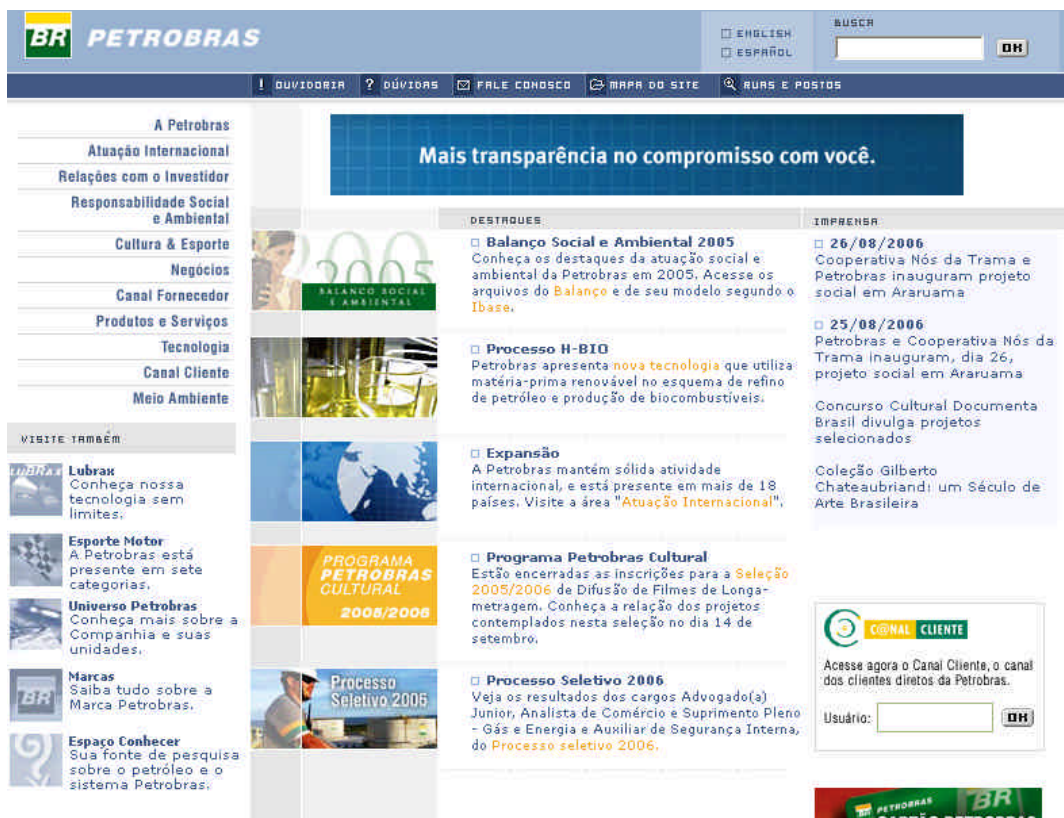 BR PETROBRAS
ENGLISH
ESPAÑOL
BUSCA
OK
! OUVIDORIA ? DÚVIDAS FALE CONOSCO MAPA DO SITE RUAS E POSTOS
A Petrobras
Atuação Internacional
Relações com o Investidor
Responsabilidade Social
e Ambiental
Cultura & Esporte
Negócios
Canal Fornecedor
Produtos e Serviços
Tecnologia
Canal Cliente
Meio Ambiente
VISITE TAMBÉM
LUBRAX
Lubrax
Conheça nossa
tecnologia sem
limites.
Esporte Motor
A Petrobras está
presente em sete
categorias.
Universo Petrobras
Conheça mais sobre a
Companhia e suas
unidades.
BR
Marcas
Saiba tudo sobre a
Marca Petrobras.
Espaço Conhecer
Sua fonte de pesquisa
sobre o petróleo e o
sistema Petrobras.
Mais transparência no compromisso com você.
DESTAQUES
2005
BALANÇO SOCIAL
E AMBIENTAL
Balanço Social e Ambiental 2005
Conheça os destaques da atuação social e
ambiental da Petrobras em 2005. Acesse os
arquivos do Balanço e de seu modelo segundo o
Ibase.
Processo H-BIO
Petrobras apresenta nova tecnologia que utiliza
matéria-prima renovável no esquema de refino
de petróleo e produção de biocombustíveis.
Expansão
A Petrobras mantém sólida atividade
internacional, e está presente em mais de 18
países. Visite a área "Atuação Internacional".
PROGRAMA
PETROBRAS
CULTURAL
2005/2006
Programa Petrobras Cultural
Estão encerradas as inscrições para a Seleção
2005/2006 de Difusão de Filmes de Longa-
metragem. Conheça a relação dos projetos
contemplados nesta seleção no dia 14 de
setembro.
Processo
Seletivo 2006
Processo Seletivo 2006
Veja os resultados dos cargos Advogado(a)
Junior, Analista de Comércio e Suprimento Pleno
- Gás e Energia e Auxiliar de Segurança Interna,
do Processo seletivo 2006.
IMPRENSA
26/08/2006
Cooperativa Nós da Trama e
Petrobras inauguram projeto
social em Araruama
25/08/2006
Petrobras e Cooperativa Nós da
Trama inauguram, dia 26,
projeto social em Araruama
Concurso Cultural Documenta
Brasil divulga projetos
selecionados
Coleção Gilberto
Chateaubriand: um Século de
Arte Brasileira
C@NAL CLIENTE
Acesse agora o Canal Cliente, o canal
dos clientes diretos da Petrobras.
Usuário:
OK
PETROBRAS BR
CARTÃO PETROBRAS